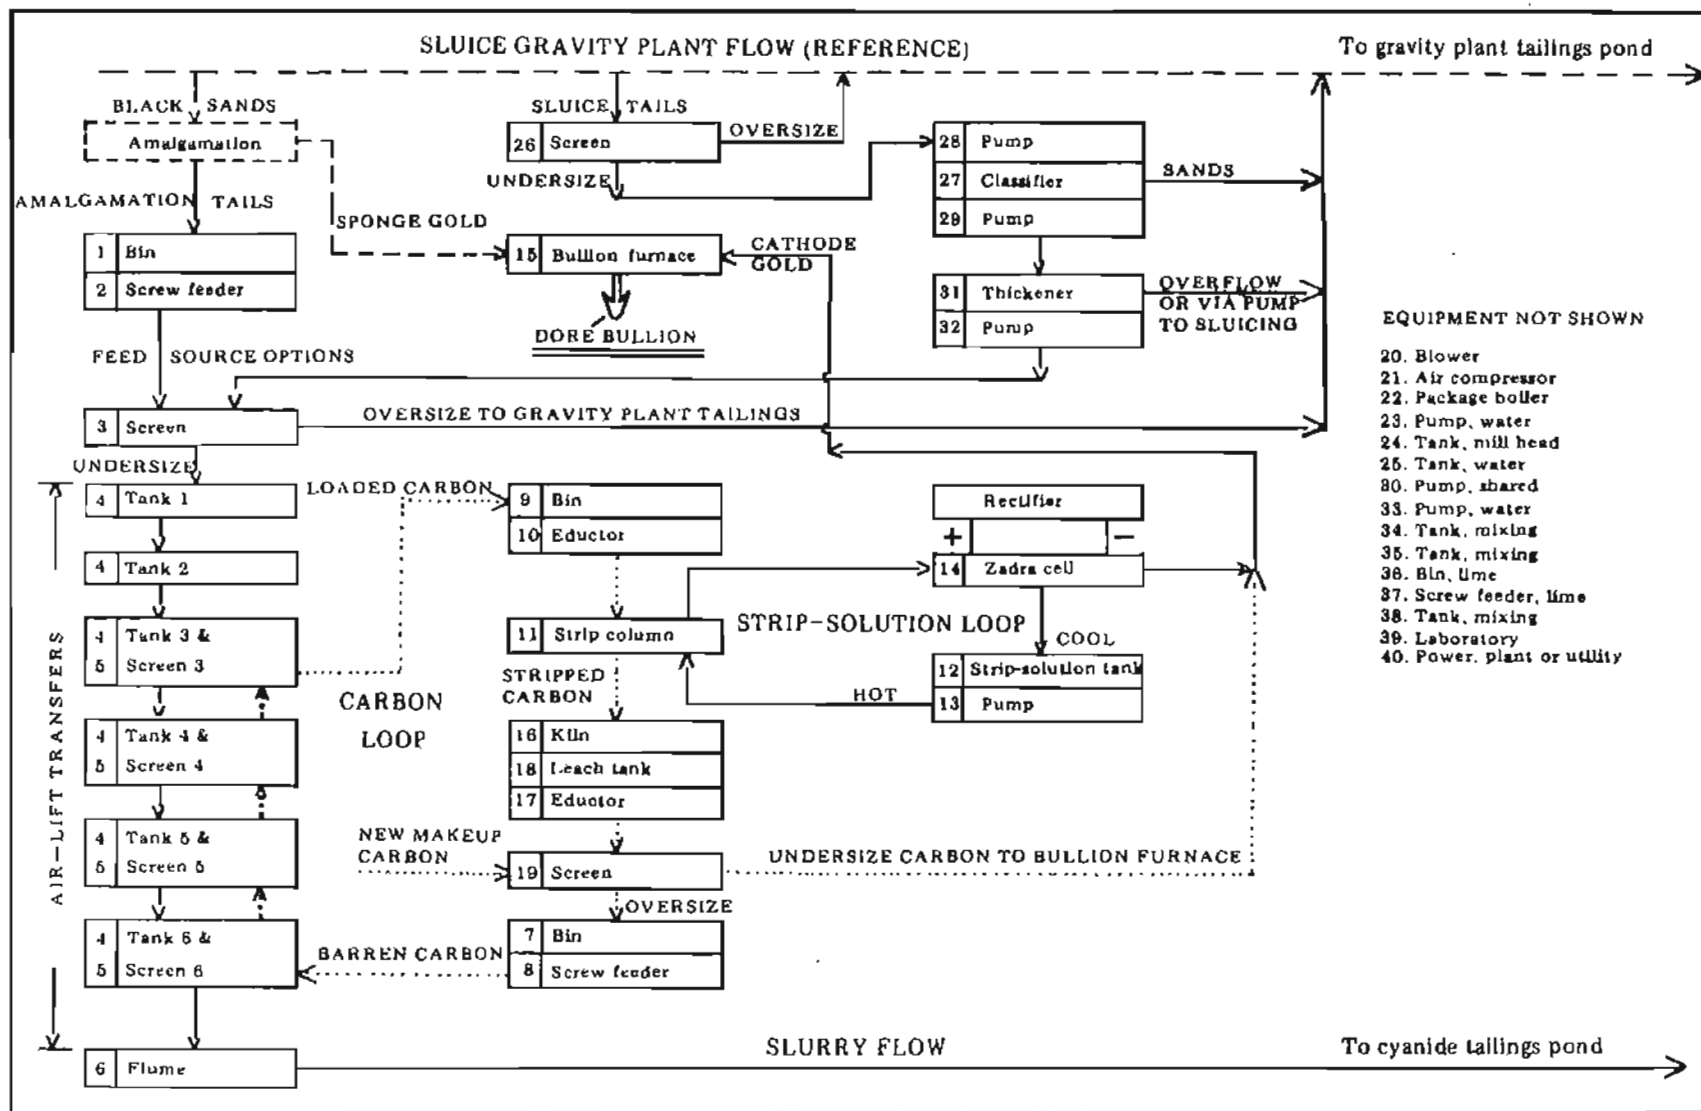 SLUICE GRAVITY PLANT FLOW (REFERENCE)
To gravity plant tailings pond
BLACK SANDS
Amalgamation
AMALGAMATION TAILS
1 Bin
2 Screw feeder
FEED SOURCE OPTIONS
3 Screen
UNDERSIZE
SPONGE GOLD
SLUICE TAILS
26 Screen
OVERSIZE
UNDERSIZE
15 Bullion furnace
CATHODE
GOLD
DORE BULLION
28 Pump
27 Classifier
29 Pump
SANDS
31 Thickener
32 Pump
OVERFLOW
OR VIA PUMP
TO SLUICING
OVERSIZE TO GRAVITY PLANT TAILINGS
EQUIPMENT NOT SHOWN
20. Blower
21. Air compressor
22. Package boiler
23. Pump, water
24. Tank, mill head
25. Tank, water
30. Pump, shared
33. Pump, water
34. Tank, mixing
35. Tank, mixing
36. Bin, lime
37. Screw feeder, lime
38. Tank, mixing
39. Laboratory
40. Power, plant or utility
AIR-LIFT TRANSFERS
4 Tank 1
4 Tank 2
4 Tank 3 &
5 Screen 3
4 Tank 4 &
5 Screen 4
4 Tank 5 &
5 Screen 5
4 Tank 6 &
5 Screen 6
LOADED CARBON
CARBON
LOOP
9 Bin
10 Eductor
11 Strip column
STRIPPED
CARBON
16 Kiln
18 Leach tank
17 Eductor
NEW MAKEUP
CARBON
19 Screen
OVERSIZE
7 Bin
8 Screw feeder
BARREN CARBON
Rectifier
+ −
14 Zadra cell
STRIP-SOLUTION LOOP
COOL
12 Strip-solution tank
13 Pump
HOT
UNDERSIZE CARBON TO BULLION FURNACE
6 Flume
SLURRY FLOW
To cyanide tailings pond